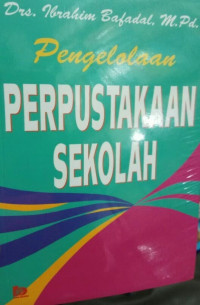 Drs. Ibrahim Bafadal, M.Pd.
Pengelolaan
PERPUSTAKAAN
SEKOLAH